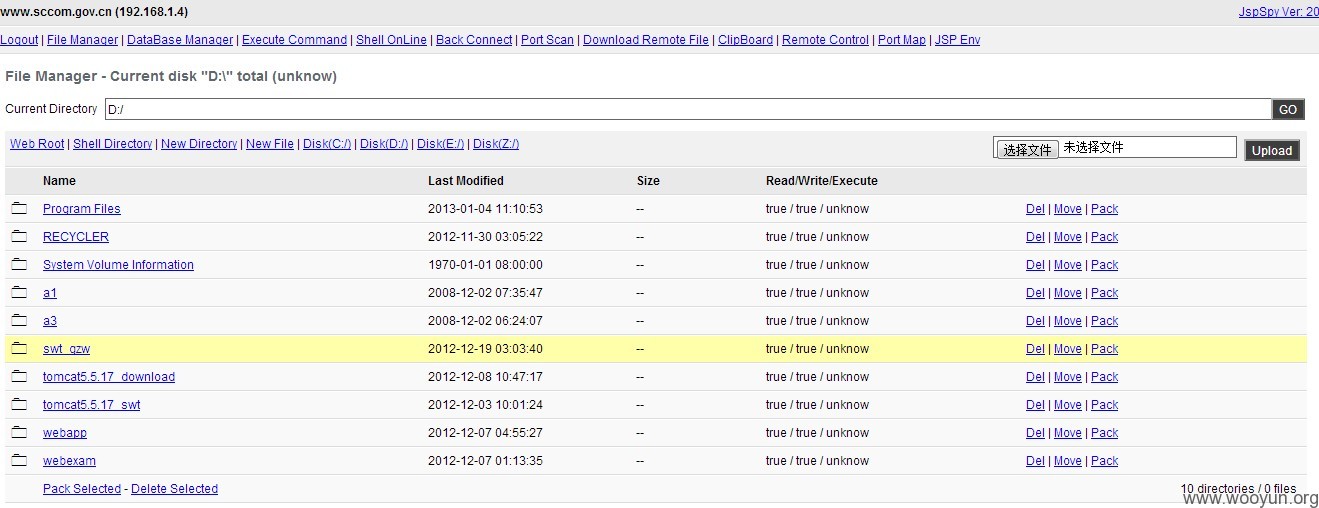 www.sccom.gov.cn (192.168.1.4) JspSpy Ver: 20
Logout | File Manager | DataBase Manager | Execute Command | Shell OnLine | Back Connect | Port Scan | Download Remote File | ClipBoard | Remote Control | Port Map | JSP Env
File Manager - Current disk "D:\" total (unknow)
Current Directory D:/ GO
Web Root | Shell Directory | New Directory | New File | Disk(C:/) | Disk(D:/) | Disk(E:/) | Disk(Z:/) 选择文件 未选择文件 Upload
Name Last Modified Size Read/Write/Execute
Program Files 2013-01-04 11:10:53 -- true / true / unknow Del | Move | Pack
RECYCLER 2012-11-30 03:05:22 -- true / true / unknow Del | Move | Pack
System Volume Information 1970-01-01 08:00:00 -- true / true / unknow Del | Move | Pack
a1 2008-12-02 07:35:47 -- true / true / unknow Del | Move | Pack
a3 2008-12-02 06:24:07 -- true / true / unknow Del | Move | Pack
swt_gzw 2012-12-19 03:03:40 -- true / true / unknow Del | Move | Pack
tomcat5.5.17_download 2012-12-08 10:47:17 -- true / true / unknow Del | Move | Pack
tomcat5.5.17_swt 2012-12-03 10:01:24 -- true / true / unknow Del | Move | Pack
webapp 2012-12-07 04:55:27 -- true / true / unknow Del | Move | Pack
webexam 2012-12-07 01:13:35 -- true / true / unknow Del | Move | Pack
Pack Selected - Delete Selected 10 directories / 0 files
www.wooyun.org